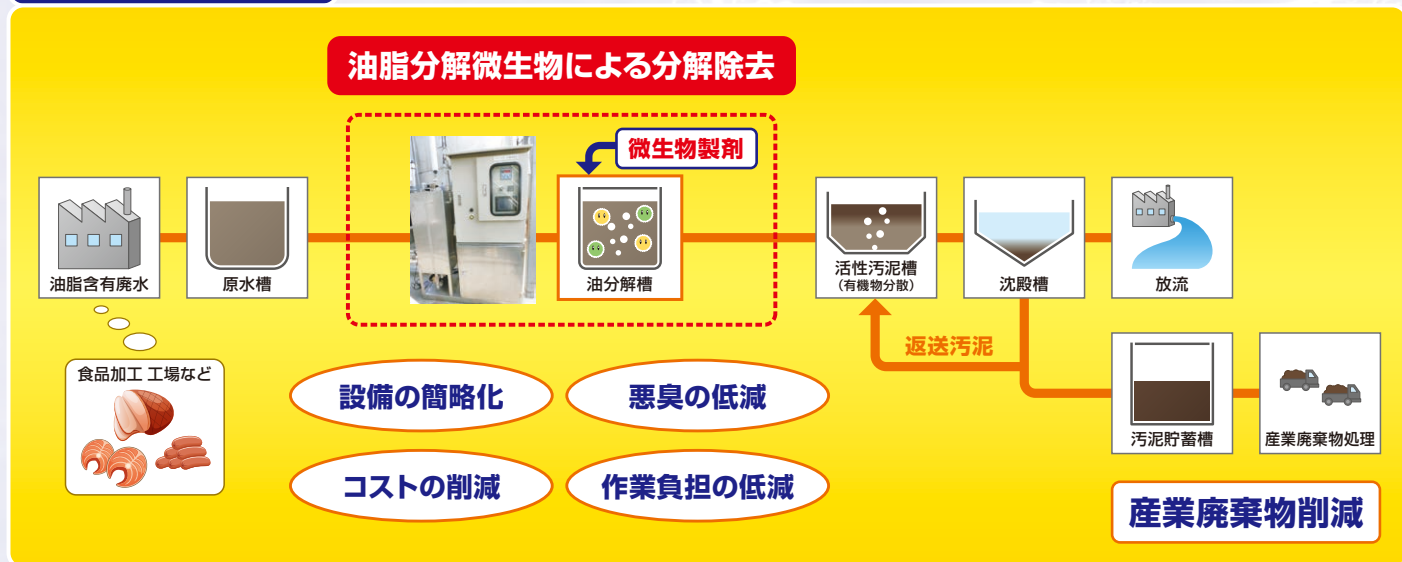 油脂分解微生物による分解除去
微生物製剤
油脂含有廃水
原水槽
油分解槽
活性汚泥槽
(有機物分散)
沈殿槽
放流
返送汚泥
食品加工 工場など
設備の簡略化
悪臭の低減
コストの削減
作業負担の低減
汚泥貯蓄槽
産業廃棄物処理
産業廃棄物削減